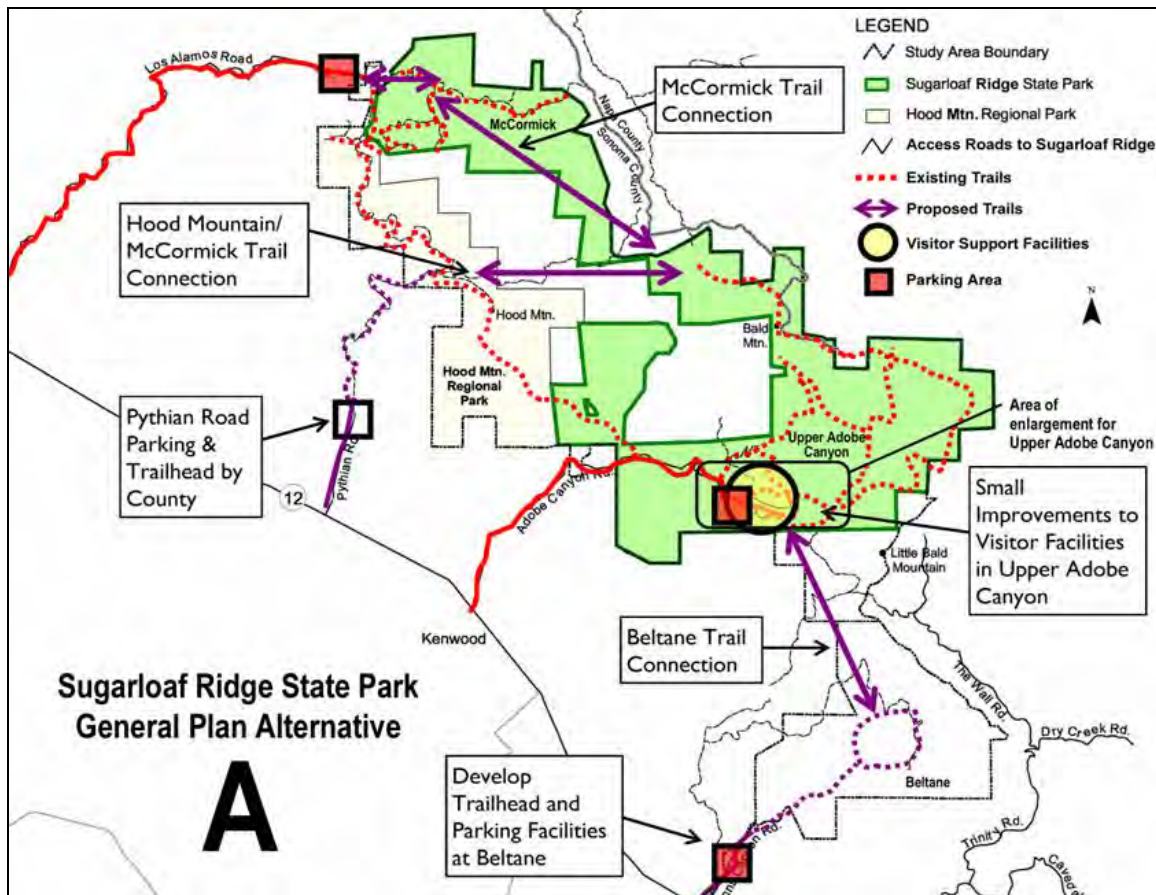 LEGEND
Study Area Boundary
Sugarloaf Ridge State Park
Hood Mtn. Regional Park
Access Roads to Sugarloaf Ridge
Existing Trails
Proposed Trails
Visitor Support Facilities
Parking Area
N
Los Alamos Road
McCormick
McCormick Trail
Connection
Napa County
Sonoma County
Hood Mountain/
McCormick Trail
Connection
Hood Mtn.
Bald
Mtn.
Hood Mtn.
Regional
Park
Pythian Road
Parking &
Trailhead by
County
Pythian Rd.
12
Upper Adobe
Canyon
Area of
enlargement for
Upper Adobe Canyon
Adobe Canyon Rd.
Small
Improvements to
Visitor Facilities
in Upper Adobe
Canyon
Little Bald
Mountain
Kenwood
Beltane Trail
Connection
The Wall Rd.
Dry Creek Rd.
Sugarloaf Ridge State Park
General Plan Alternative
A
Develop
Trailhead and
Parking Facilities
at Beltane
Beltane
Trinity Rd.